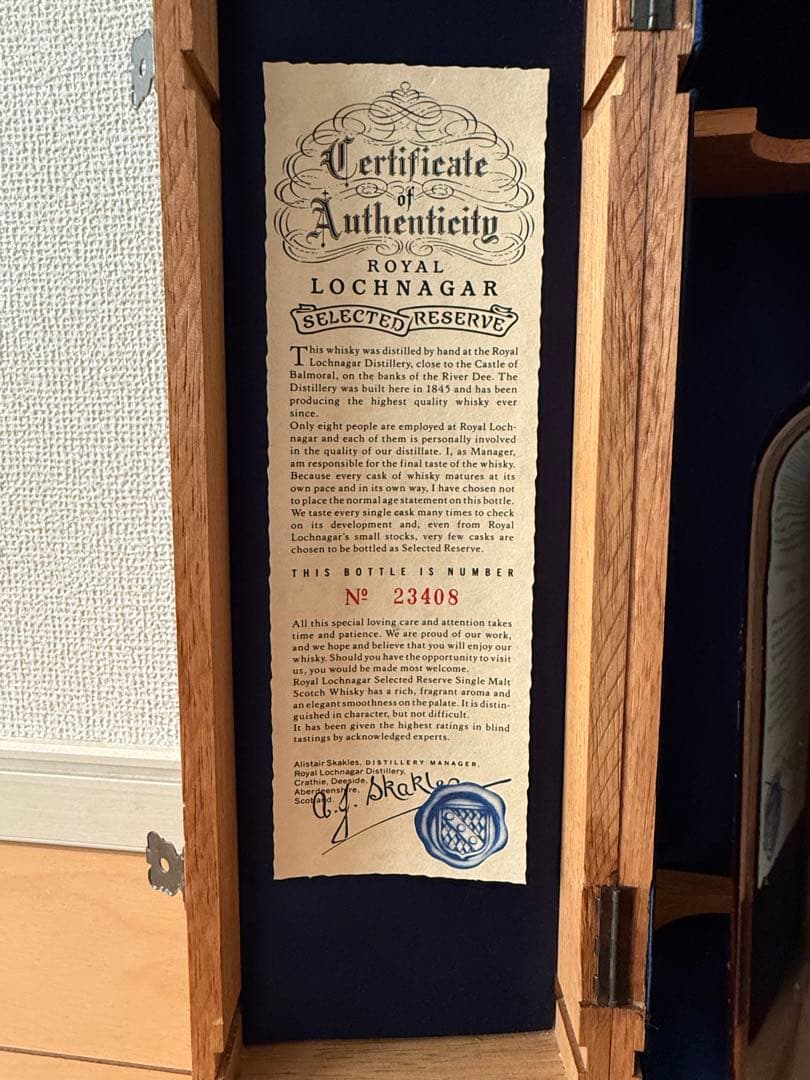 Certificate
of
Authenticity
ROYAL
LOCHNAGAR
SELECTED RESERVE
This whisky was distilled by hand at the Royal
Lochnagar Distillery, close to the Castle of
Balmoral, on the banks of the River Dee. The
Distillery was built here in 1845 and has been
producing the highest quality whisky ever
since.
Only eight people are employed at Royal Loch-
nagar and each of them is personally involved
in the quality of our distillate. I, as Manager,
am responsible for the final taste of the whisky.
Because every cask of whisky matures at its
own pace and in its own way, I have chosen not
to place the normal age statement on this bottle.
We taste every single cask many times to check
on its development and, even from Royal
Lochnagar's small stocks, very few casks are
chosen to be bottled as Selected Reserve.
THIS BOTTLE IS NUMBER
Nº 23408
All this special loving care and attention takes
time and patience. We are proud of our work,
and we hope and believe that you will enjoy our
whisky. Should you have the opportunity to visit
us, you would be made most welcome.
Royal Lochnagar Selected Reserve Single Malt
Scotch Whisky has a rich, fragrant aroma and
an elegant smoothness on the palate. It is distin-
guished in character, but not difficult.
It has been given the highest ratings in blind
tastings by acknowledged experts.
Alistair Skakles, DISTILLERY MANAGER,
Royal Lochnagar Distillery,
Crathie, Deeside,
Aberdeenshire,
Scotland.
A.J. Skakles